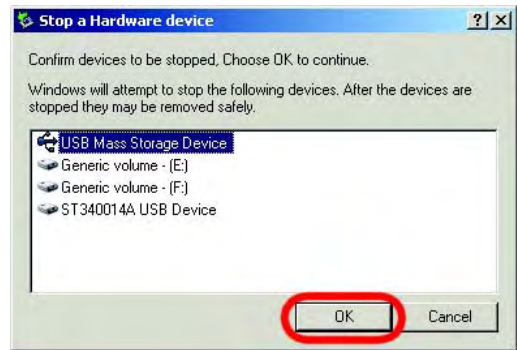 Stop a Hardware device
Confirm devices to be stopped, Choose OK to continue.
Windows will attempt to stop the following devices. After the devices are
stopped they may be removed safely.
USB Mass Storage Device
Generic volume - (E:)
Generic volume - (F:)
ST340014A USB Device
OK Cancel